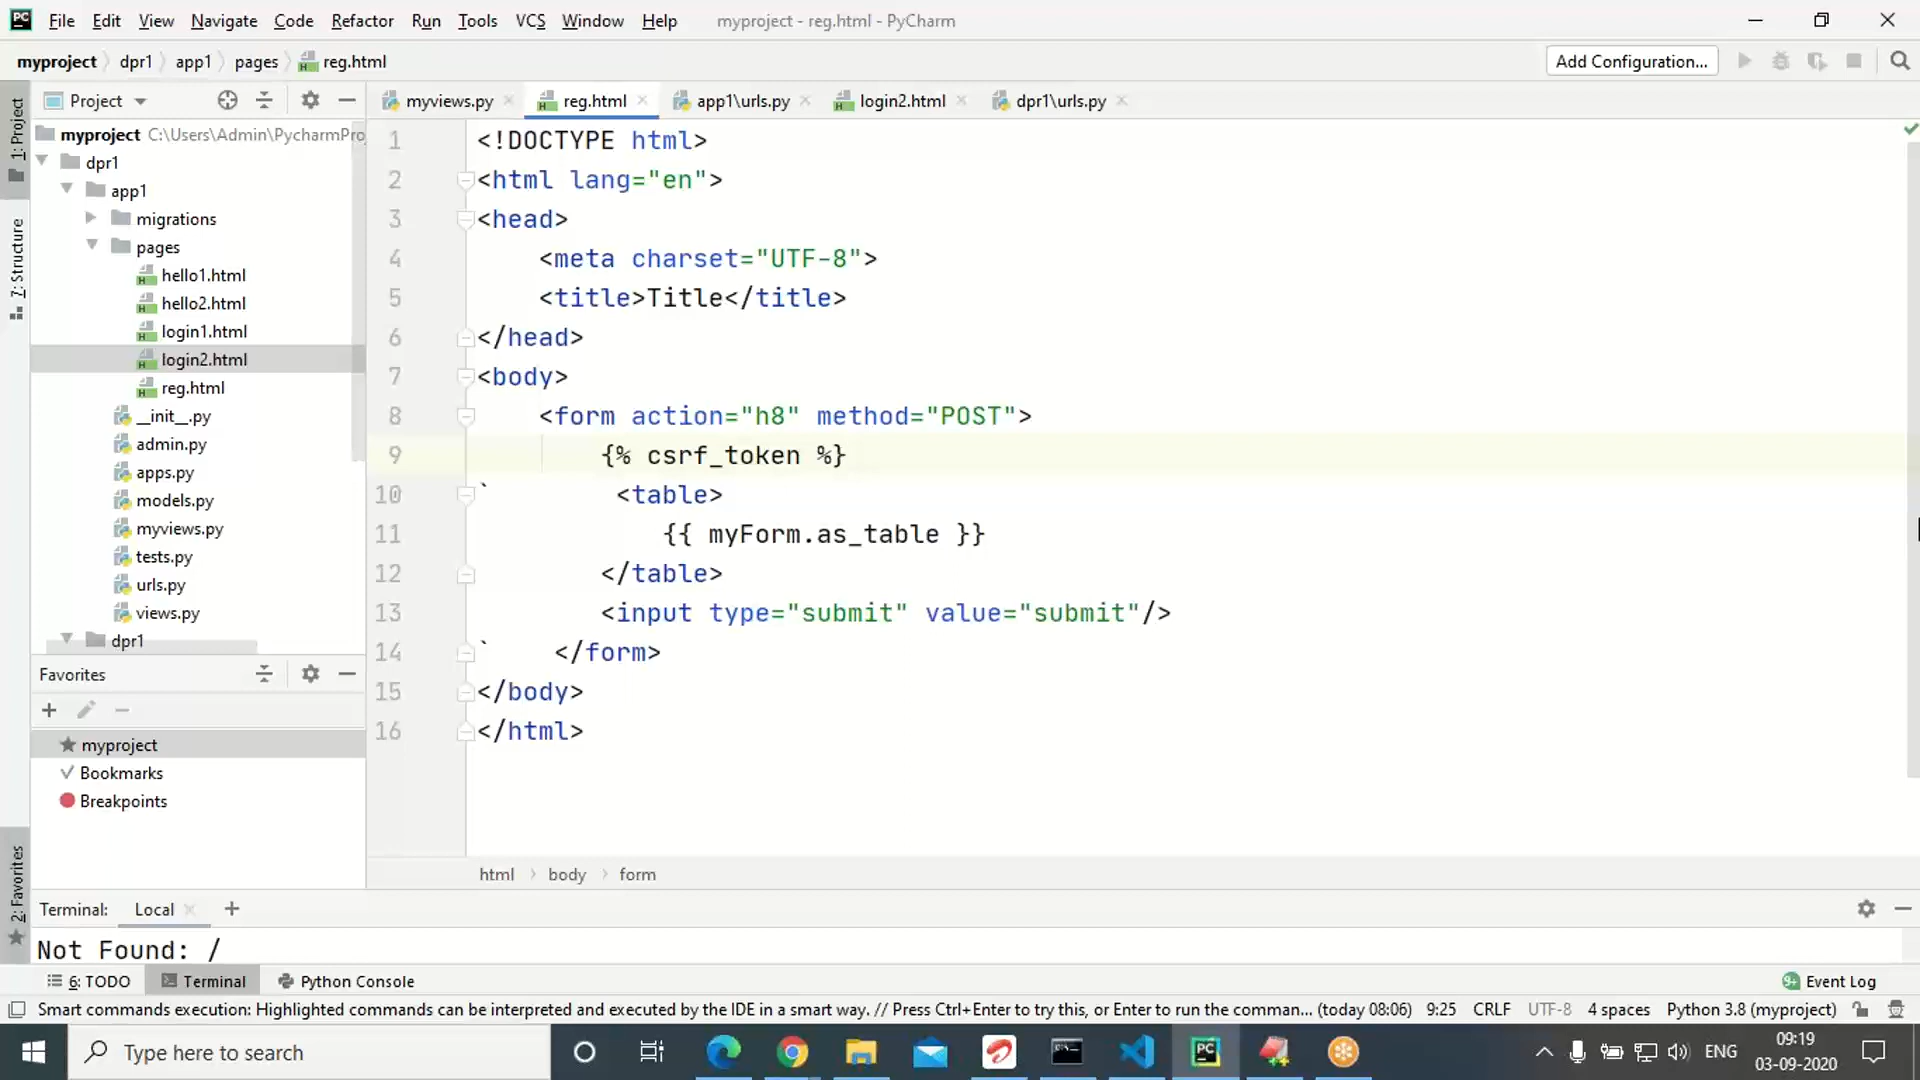 PC File Edit View Navigate Code Refactor Run Tools VCS Window Help myproject - reg.html - PyCharm
myproject dpr1 app1 pages reg.html Add Configuration...
1: Project
7: Structure
2: Favorites
Project
myproject C:\Users\Admin\PycharmPro
dpr1
app1
migrations
pages
hello1.html
hello2.html
login1.html
login2.html
reg.html
__init__.py
admin.py
apps.py
models.py
myviews.py
tests.py
urls.py
views.py
dpr1
Favorites
myproject
Bookmarks
Breakpoints
myviews.py reg.html app1\urls.py login2.html dpr1\urls.py
1 <!DOCTYPE html>
2 <html lang="en">
3 <head>
4 <meta charset="UTF-8">
5 <title>Title</title>
6 </head>
7 <body>
8 <form action="h8" method="POST">
9 {% csrf_token %}
10 ` <table>
11 {{ myForm.as_table }}
12 </table>
13 <input type="submit" value="submit"/>
14 ` </form>
15 </body>
16 </html>
html body form
Terminal: Local
Not Found: /
6: TODO Terminal Python Console Event Log
Smart commands execution: Highlighted commands can be interpreted and executed by the IDE in a smart way. // Press Ctrl+Enter to try this, or Enter to run the comman... (today 08:06) 9:25 CRLF UTF-8 4 spaces Python 3.8 (myproject)
Type here to search PC ENG 09:19
03-09-2020